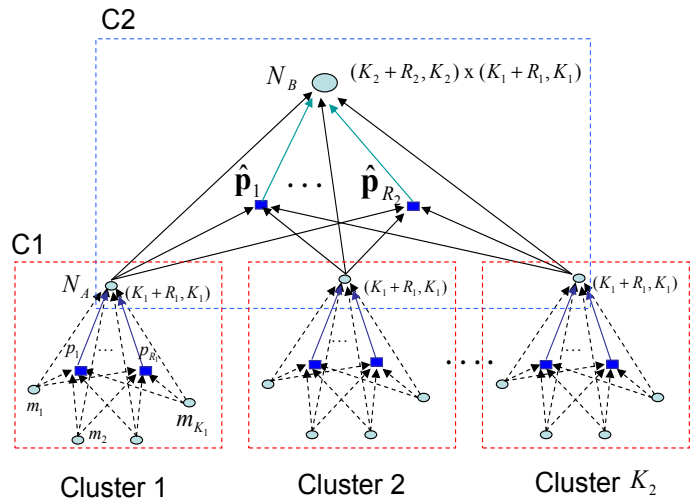 C2
N_B (K_2 + R_2, K_2) x (K_1 + R_1, K_1)
p̂_1 ... p̂_{R_2}
C1
N_A (K_1 + R_1, K_1) (K_1 + R_1, K_1) (K_1 + R_1, K_1)
p_1 ... p_{R_1} ...
....
m_1 m_{K_1}
m_2
Cluster 1 Cluster 2 Cluster K_2